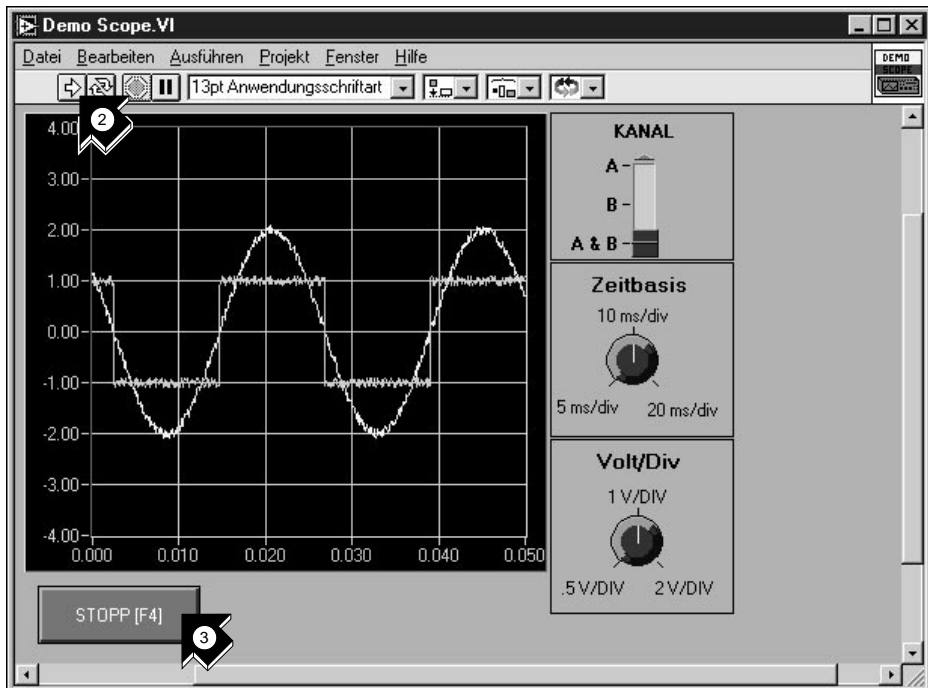 Demo Scope.VI
Datei Bearbeiten Ausführen Projekt Fenster Hilfe
DEMO
SCOPE
13pt Anwendungsschriftart
2
4.00
3.00
2.00
1.00
0.00
-1.00
-2.00
-3.00
-4.00
0.000 0.010 0.020 0.030 0.040 0.050
KANAL
A
B
A & B
Zeitbasis
10 ms/div
5 ms/div 20 ms/div
Volt/Div
1 V/DIV
.5 V/DIV 2 V/DIV
STOPP [F4]
3